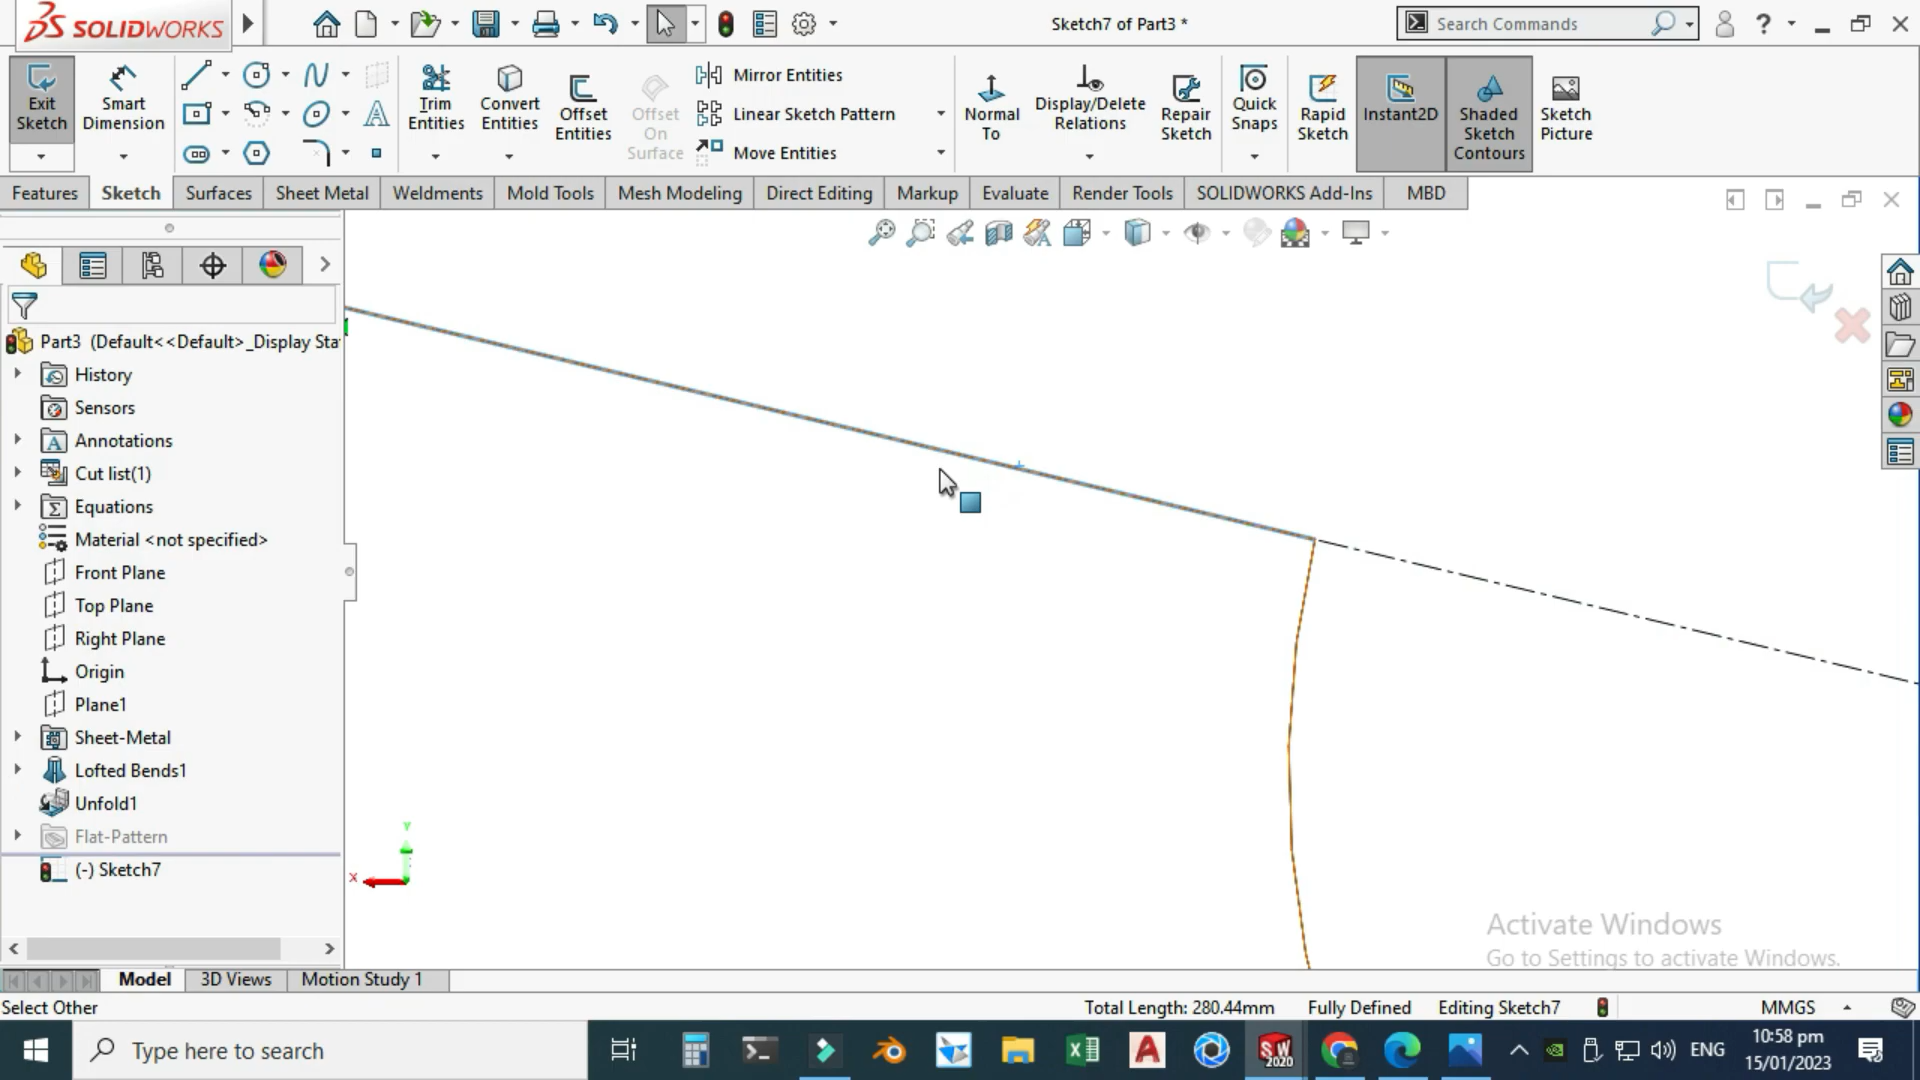 SOLIDWORKS
Sketch7 of Part3 *
Search Commands
Exit Sketch
Smart Dimension
Trim Entities
Convert Entities
Offset Entities
Offset On Surface
Mirror Entities
Linear Sketch Pattern
Move Entities
Normal To
Display/Delete Relations
Repair Sketch
Quick Snaps
Rapid Sketch
Instant2D
Shaded Sketch Contours
Sketch Picture
Features
Sketch
Surfaces
Sheet Metal
Weldments
Mold Tools
Mesh Modeling
Direct Editing
Markup
Evaluate
Render Tools
SOLIDWORKS Add-Ins
MBD
Part3 (Default<<Default>_Display Sta
History
Sensors
Annotations
Cut list(1)
Equations
Material <not specified>
Front Plane
Top Plane
Right Plane
Origin
Plane1
Sheet-Metal
Lofted Bends1
Unfold1
Flat-Pattern
(-) Sketch7
Y
X
Activate Windows
Go to Settings to activate Windows.
Model
3D Views
Motion Study 1
Select Other
Total Length: 280.44mm
Fully Defined
Editing Sketch7
MMGS
Type here to search
SW
2020
ENG
10:58 pm
15/01/2023